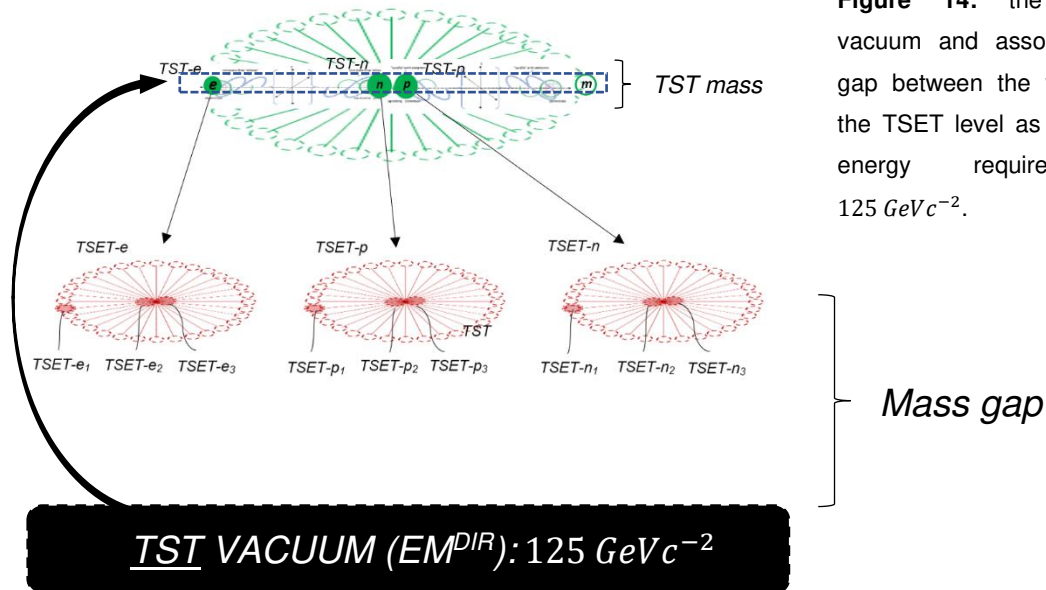 Figure 14: the
vacuum and asso
gap between the
the TSET level as
energy require
125 GeVc⁻².
TST-e
TST-n
TST-p
e
n
p
m
TST mass
TSET-e
TSET-p
TSET-n
TST
TSET-e₁ TSET-e₂ TSET-e₃
TSET-p₁ TSET-p₂ TSET-p₃
TSET-n₁ TSET-n₂ TSET-n₃
Mass gap
TST VACUUM (EMᴰᴵᴿ): 125 GeVc⁻²